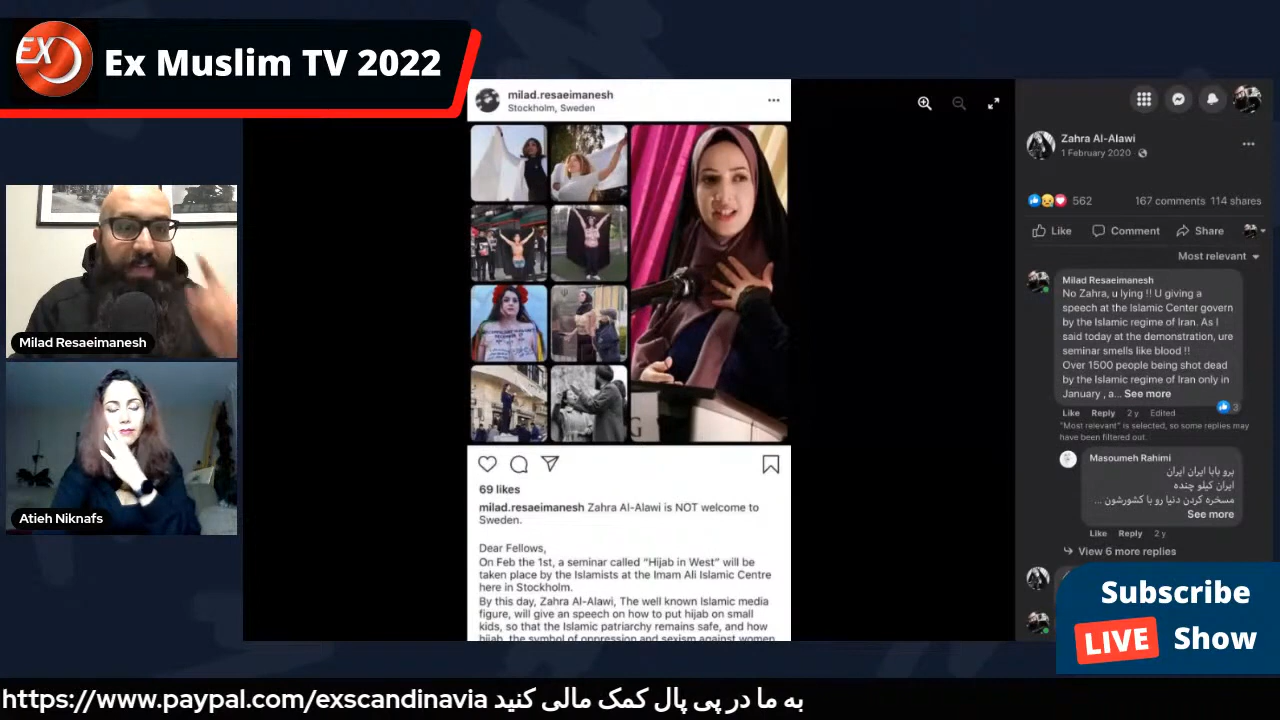 EX
Ex Muslim TV 2022
Milad Resaeimanesh
Atieh Niknafs
milad.resaeimanesh
Stockholm, Sweden
G
69 likes
milad.resaeimanesh Zahra Al-Alawi is NOT welcome to
Sweden.
Dear Fellows,
On Feb the 1st, a seminar called "Hijab in West" will be
taken place by the Islamists at the Imam Ali Islamic Centre
here in Stockholm.
By this day, Zahra Al-Alawi, The well known Islamic media
figure, will give an speech on how to put hijab on small
kids, so that the Islamic patriarchy remains safe, and how
hijab, the symbol of oppression and sexism against women
Zahra Al-Alawi
1 February 2020
562
167 comments 114 shares
Like Comment Share
Most relevant
Milad Resaeimanesh
No Zahra, u lying !! U giving a
speech at the Islamic Center govern
by the Islamic regime of Iran. As I
said today at the demonstration, ure
seminar smells like blood !!
Over 1500 people being shot dead
by the Islamic regime of Iran only in
January , a... See more
Like Reply 2 y Edited
3
"Most relevant" is selected, so some replies may
have been filtered out.
Masoumeh Rahimi
برو بابا ایران ایران
ایران کیلو چنده
مسخره کردن دنیا رو با کشورشون ...
See more
Like Reply 2 y
View 6 more replies
Subscribe
LIVE Show
https://www.paypal.com/exscandinavia به ما در پی پال کمک مالی کنید